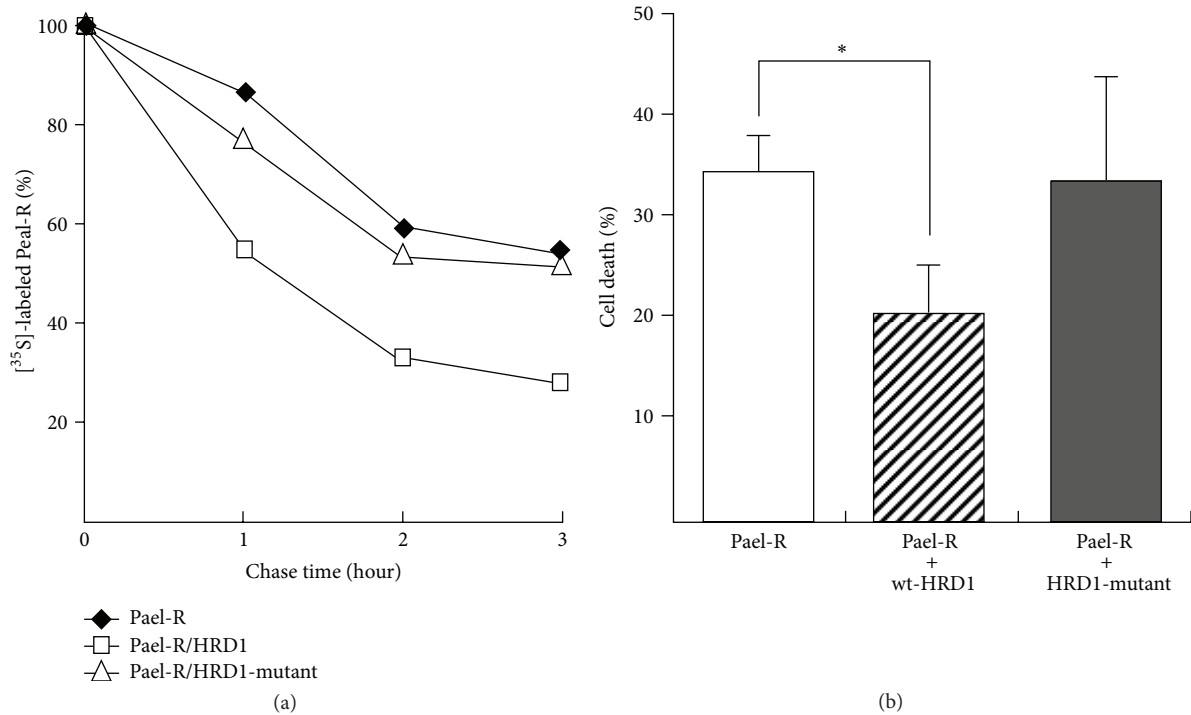 100
80
60
40
20
0
1
2
3
[35S]-labeled Peal-R (%)
Chase time (hour)
Pael-R
Pael-R/HRD1
Pael-R/HRD1-mutant
(a)
50
40
30
20
10
Cell death (%)
*
Pael-R
Pael-R
+
wt-HRD1
Pael-R
+
HRD1-mutant
(b)